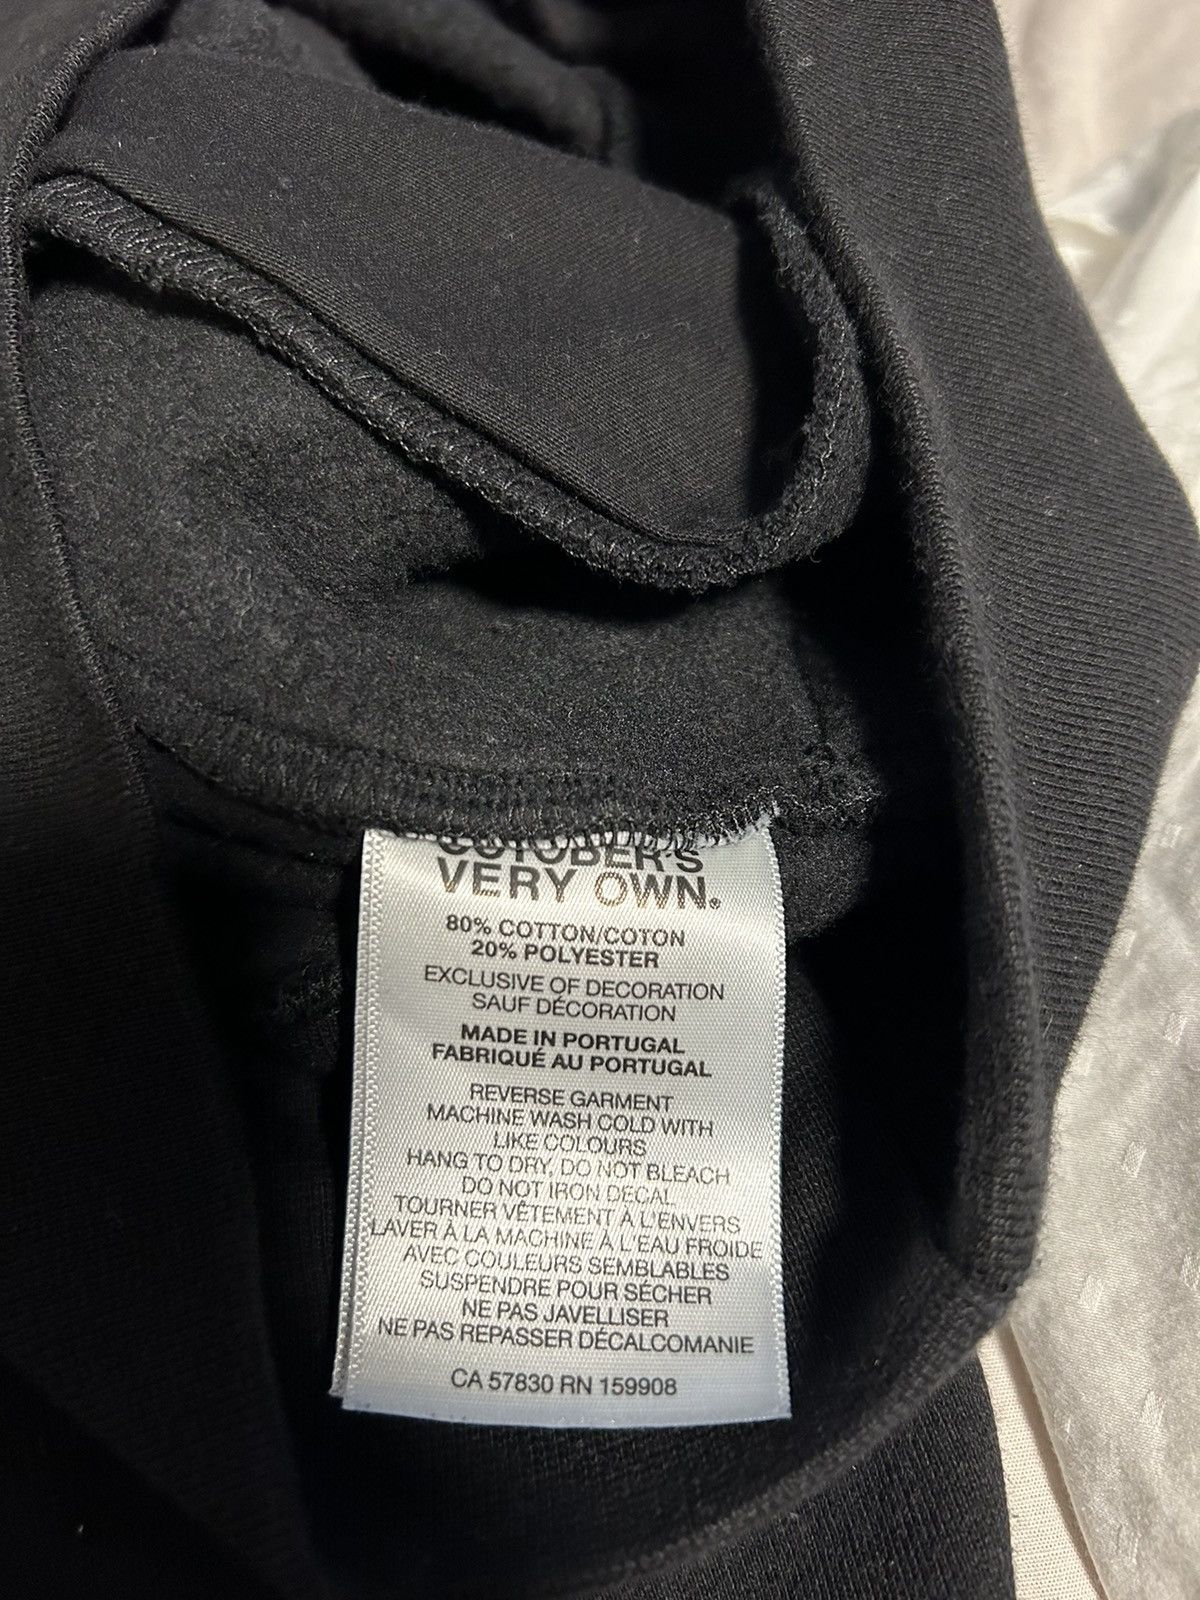 OCTOBER'S
VERY OWN®
80% COTTON/COTON
20% POLYESTER
EXCLUSIVE OF DECORATION
SAUF DÉCORATION
MADE IN PORTUGAL
FABRIQUÉ AU PORTUGAL
REVERSE GARMENT
MACHINE WASH COLD WITH
LIKE COLOURS
HANG TO DRY, DO NOT BLEACH
DO NOT IRON DECAL
TOURNER VÊTEMENT À L'ENVERS
LAVER À LA MACHINE À L'EAU FROIDE
AVEC COULEURS SEMBLABLES
SUSPENDRE POUR SÉCHER
NE PAS JAVELLISER
NE PAS REPASSER DÉCALCOMANIE
CA 57830 RN 159908